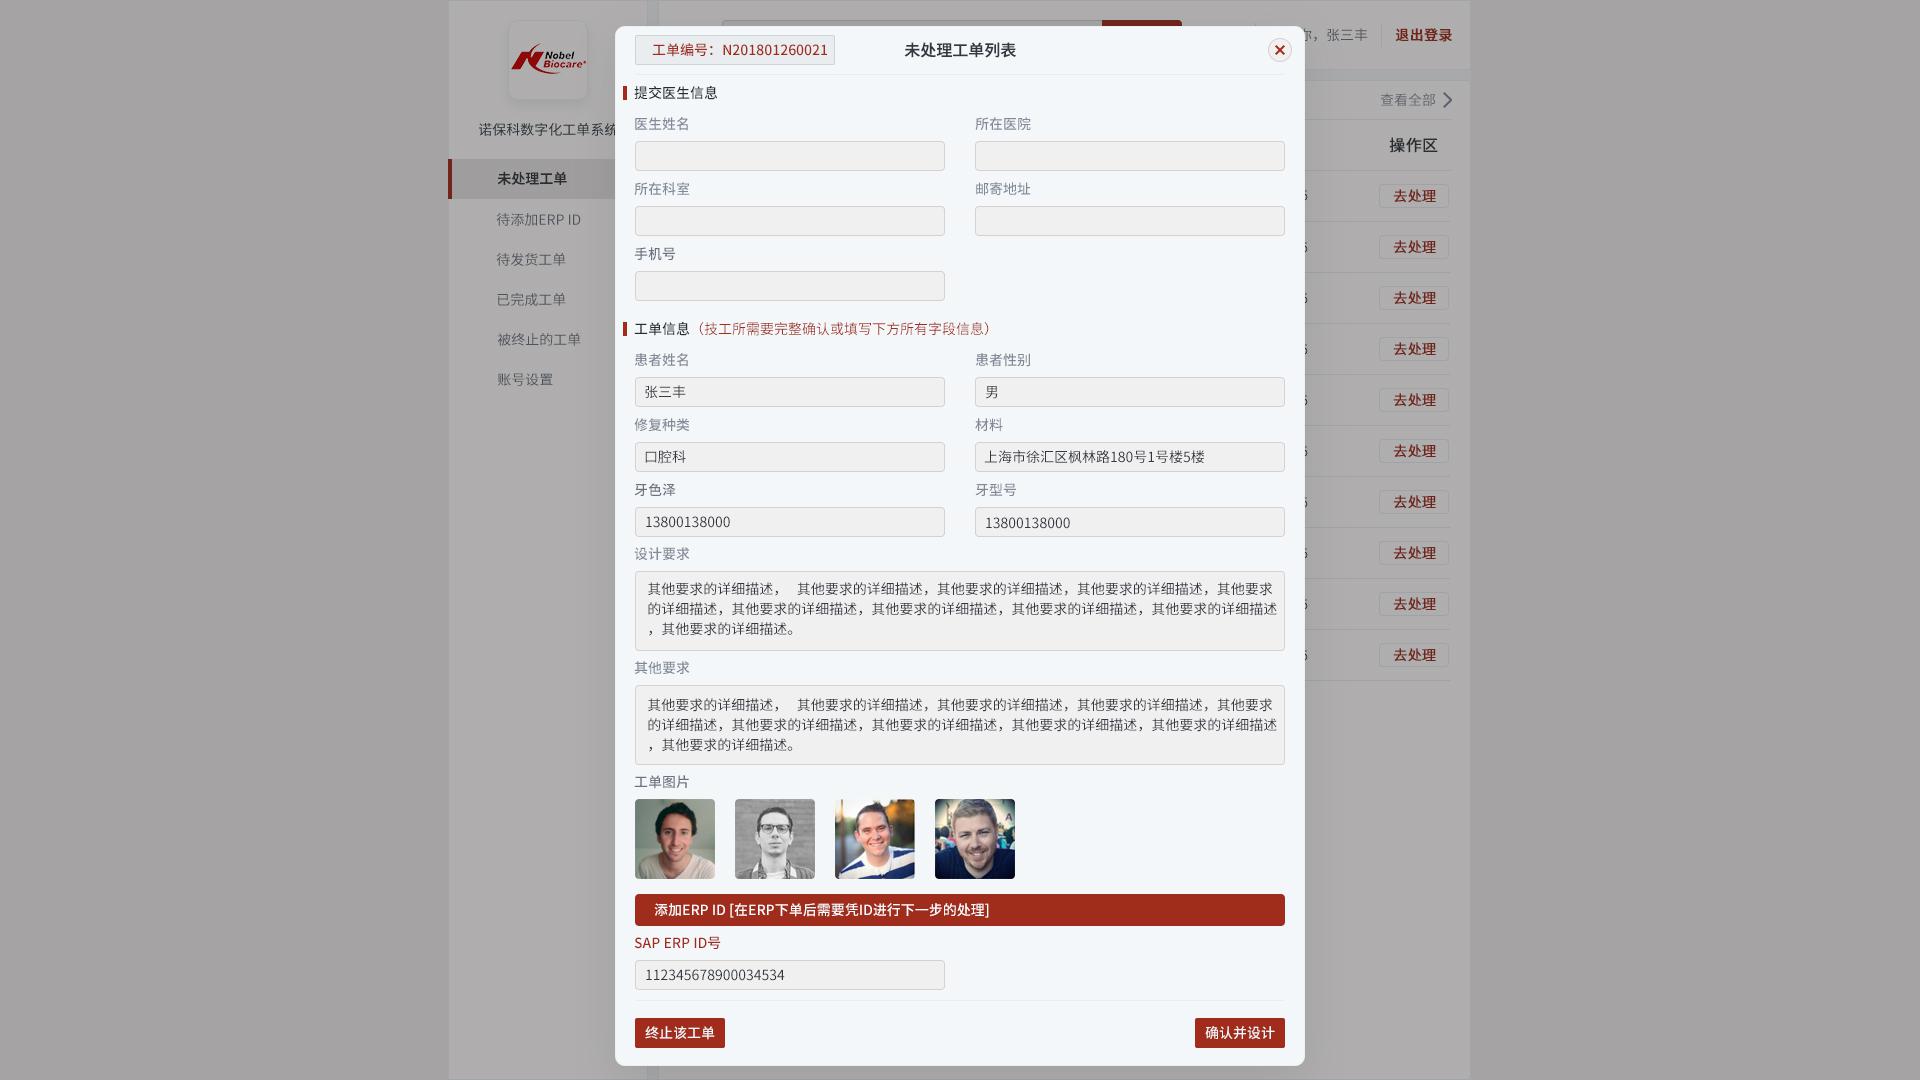 Nobel
Biocare
诺保科数字化工单系统
未处理工单
待添加ERP ID
待发货工单
已完成工单
被终止的工单
账号设置
工单编号：N201801260021
未处理工单列表
提交医生信息
医生姓名
所在医院
所在科室
邮寄地址
手机号
工单信息（技工所需要完整确认或填写下方所有字段信息）
患者姓名
患者性别
张三丰
男
修复种类
材料
口腔科
上海市徐汇区枫林路180号1号楼5楼
牙色泽
牙型号
13800138000
13800138000
设计要求
其他要求的详细描述， 其他要求的详细描述，其他要求的详细描述，其他要求的详细描述，其他要求
的详细描述，其他要求的详细描述，其他要求的详细描述，其他要求的详细描述，其他要求的详细描述
，其他要求的详细描述。
其他要求
其他要求的详细描述， 其他要求的详细描述，其他要求的详细描述，其他要求的详细描述，其他要求
的详细描述，其他要求的详细描述，其他要求的详细描述，其他要求的详细描述，其他要求的详细描述
，其他要求的详细描述。
工单图片
添加ERP ID [在ERP下单后需要凭ID进行下一步的处理]
SAP ERP ID号
112345678900034534
终止该工单
确认并设计
，张三丰
退出登录
查看全部
操作区
去处理
去处理
去处理
去处理
去处理
去处理
去处理
去处理
去处理
去处理